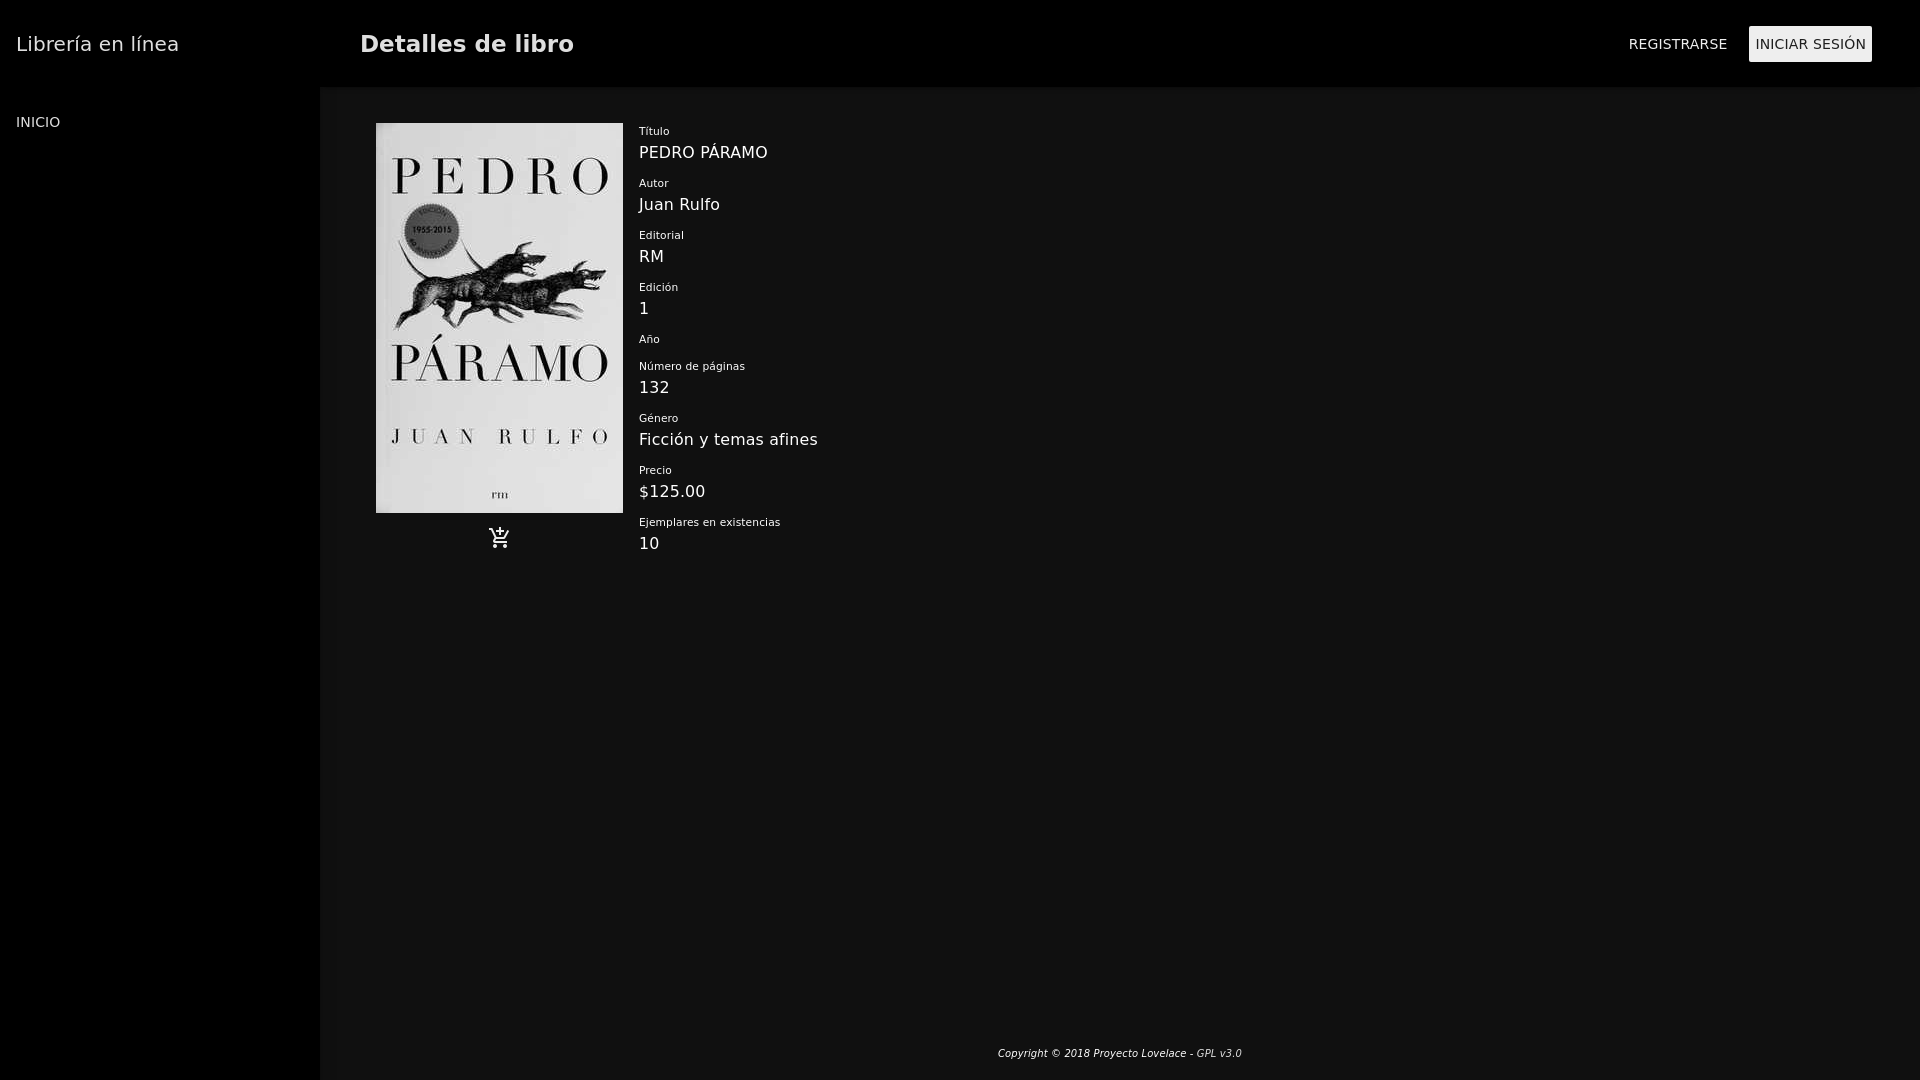 Librería en línea
Detalles de libro
REGISTRARSE
INICIAR SESIÓN
INICIO
PEDRO
1955-2015
PÁRAMO
JUAN RULFO
rm
Título
PEDRO PÁRAMO
Autor
Juan Rulfo
Editorial
RM
Edición
1
Año
Número de páginas
132
Género
Ficción y temas afines
Precio
$125.00
Ejemplares en existencias
10
Copyright © 2018 Proyecto Lovelace - GPL v3.0